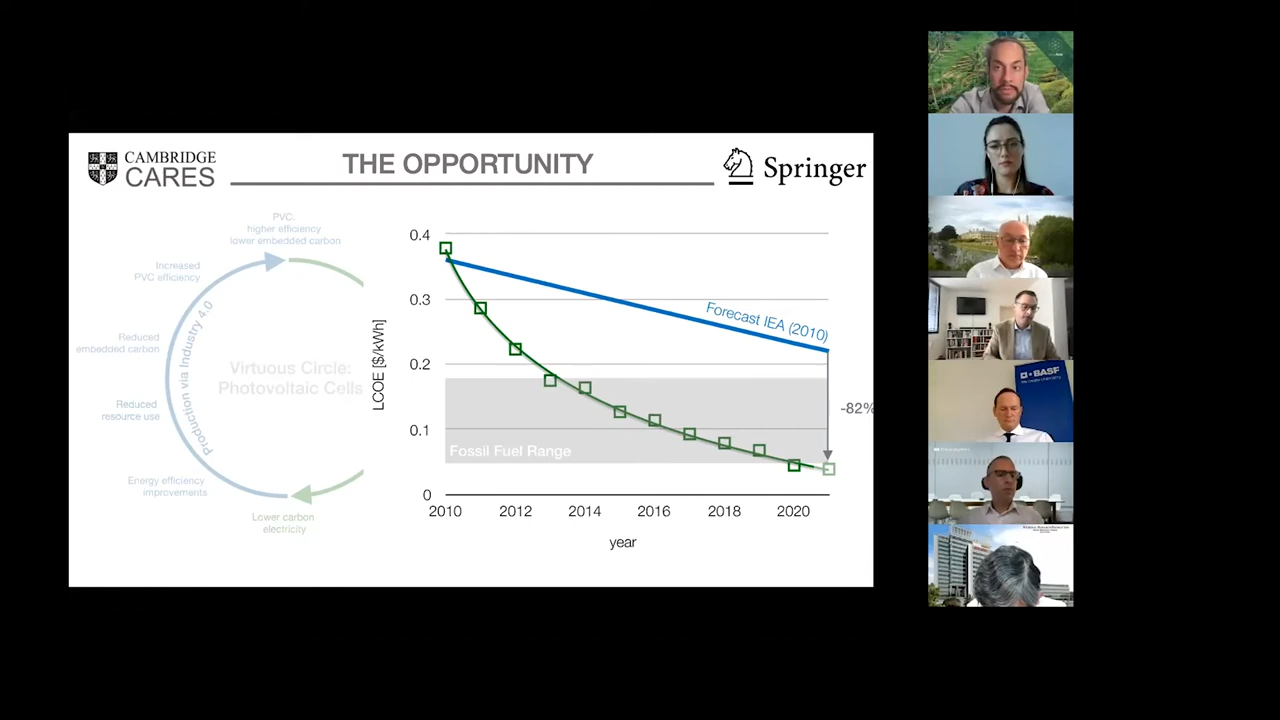 CAMBRIDGE
CARES
THE OPPORTUNITY
Springer
PVC:
higher efficiency
lower embedded carbon
Increased
PVC efficiency
Reduced
embedded carbon
Reduced
resource use
Energy efficiency
improvements
Lower carbon
electricity
Production via Industry 4.0
Virtuous Circle:
Photovoltaic Cells
LCOE [$/kWh]
0.4
0.3
0.2
0.1
0
Forecast IEA (2010)
-82%
Fossil Fuel Range
2010
2012
2014
2016
2018
2020
year
BASF